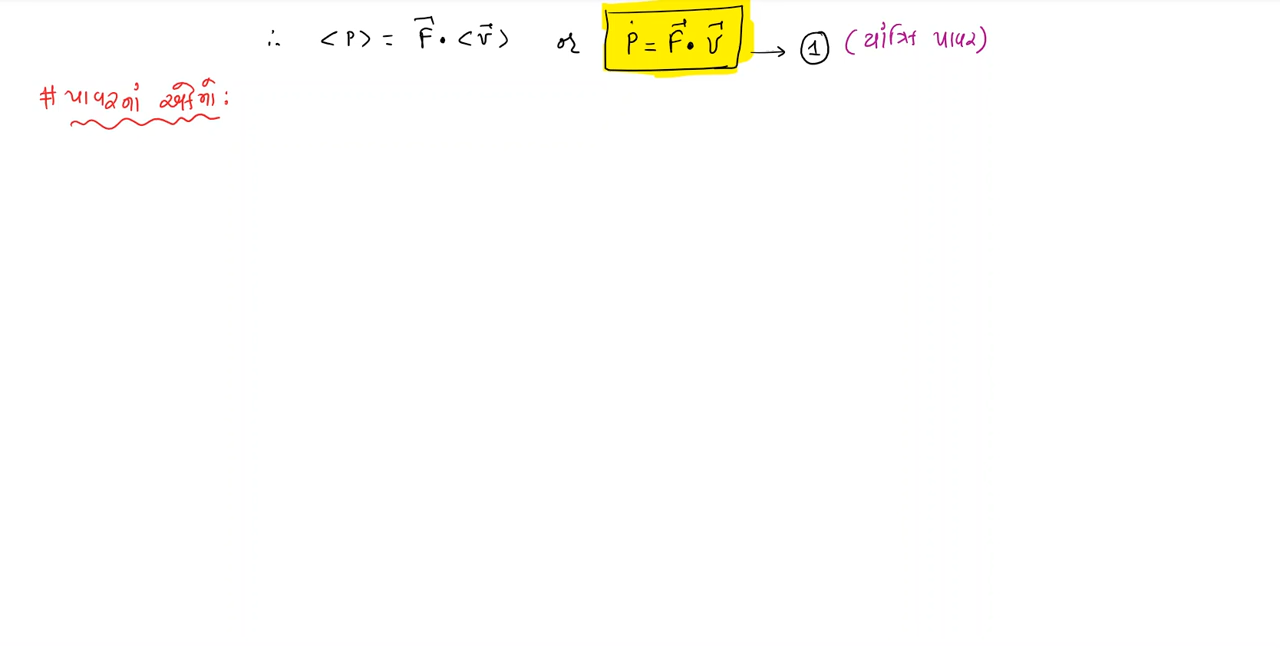 ∴ <P> = F⃗ • <v⃗> or P = F⃗ • v⃗ → ① (યાંત્રિક પાવર)
# પાવરનાં એકમો :